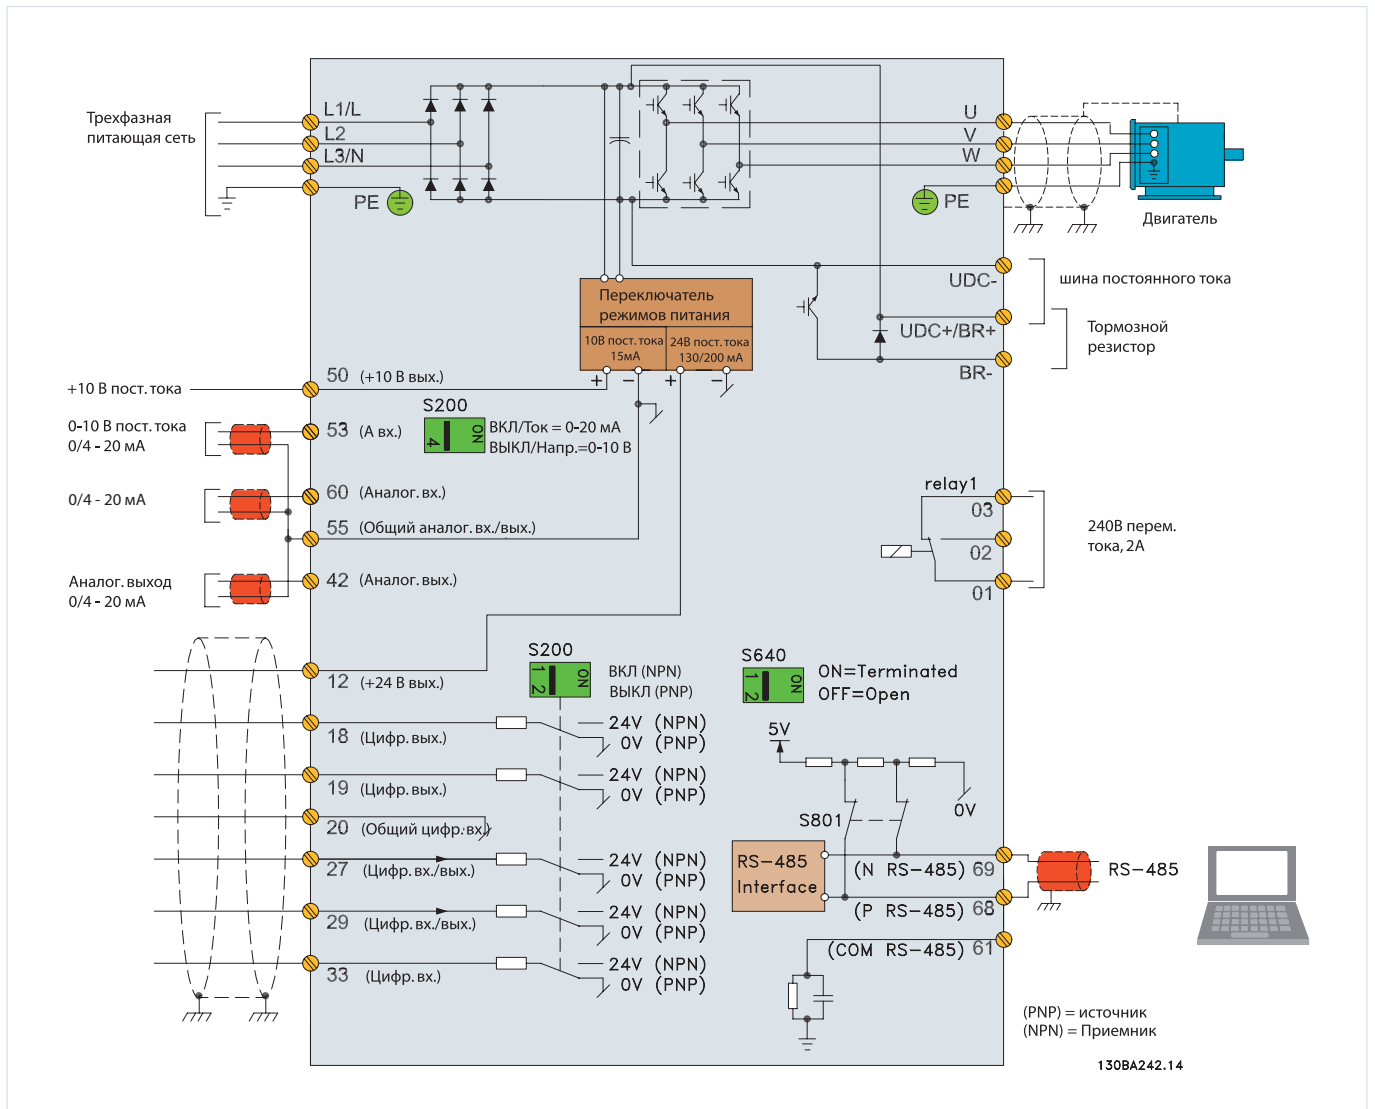 Трехфазная
питающая сеть
L1/L
L2
L3/N
PE
U
V
W
PE
Двигатель
UDC-
шина постоянного тока
UDC+/BR+
Тормозной
резистор
BR-
Переключатель
режимов питания
10В пост. тока
15мА
24В пост. тока
130/200 мА
+ − + −
+10 В пост. тока
50 (+10 В вых.)
S200
ON
4
ВКЛ/Ток = 0-20 мА
ВЫКЛ/Напр.=0-10 В
0-10 В пост. тока
0/4 - 20 мА
53 (А вх.)
0/4 - 20 мА
60 (Аналог. вх.)
55 (Общий аналог. вх./вых.)
Аналог. выход
0/4 - 20 мА
42 (Аналог. вых.)
relay1
03
02
01
240В перем.
тока, 2А
12 (+24 В вых.)
S200
ON
1 2
ВКЛ (NPN)
ВЫКЛ (PNP)
18 (Цифр. вых.)
24V (NPN)
0V (PNP)
19 (Цифр. вых.)
24V (NPN)
0V (PNP)
20 (Общий цифр. вх.)
27 (Цифр. вх./вых.)
24V (NPN)
0V (PNP)
29 (Цифр. вх./вых.)
24V (NPN)
0V (PNP)
33 (Цифр. вх.)
24V (NPN)
0V (PNP)
S640
ON
1 2
ON=Terminated
OFF=Open
5V
0V
S801
RS-485
Interface
(N RS-485) 69
(P RS-485) 68
(COM RS-485) 61
RS-485
(PNP) = источник
(NPN) = Приемник
130BA242.14